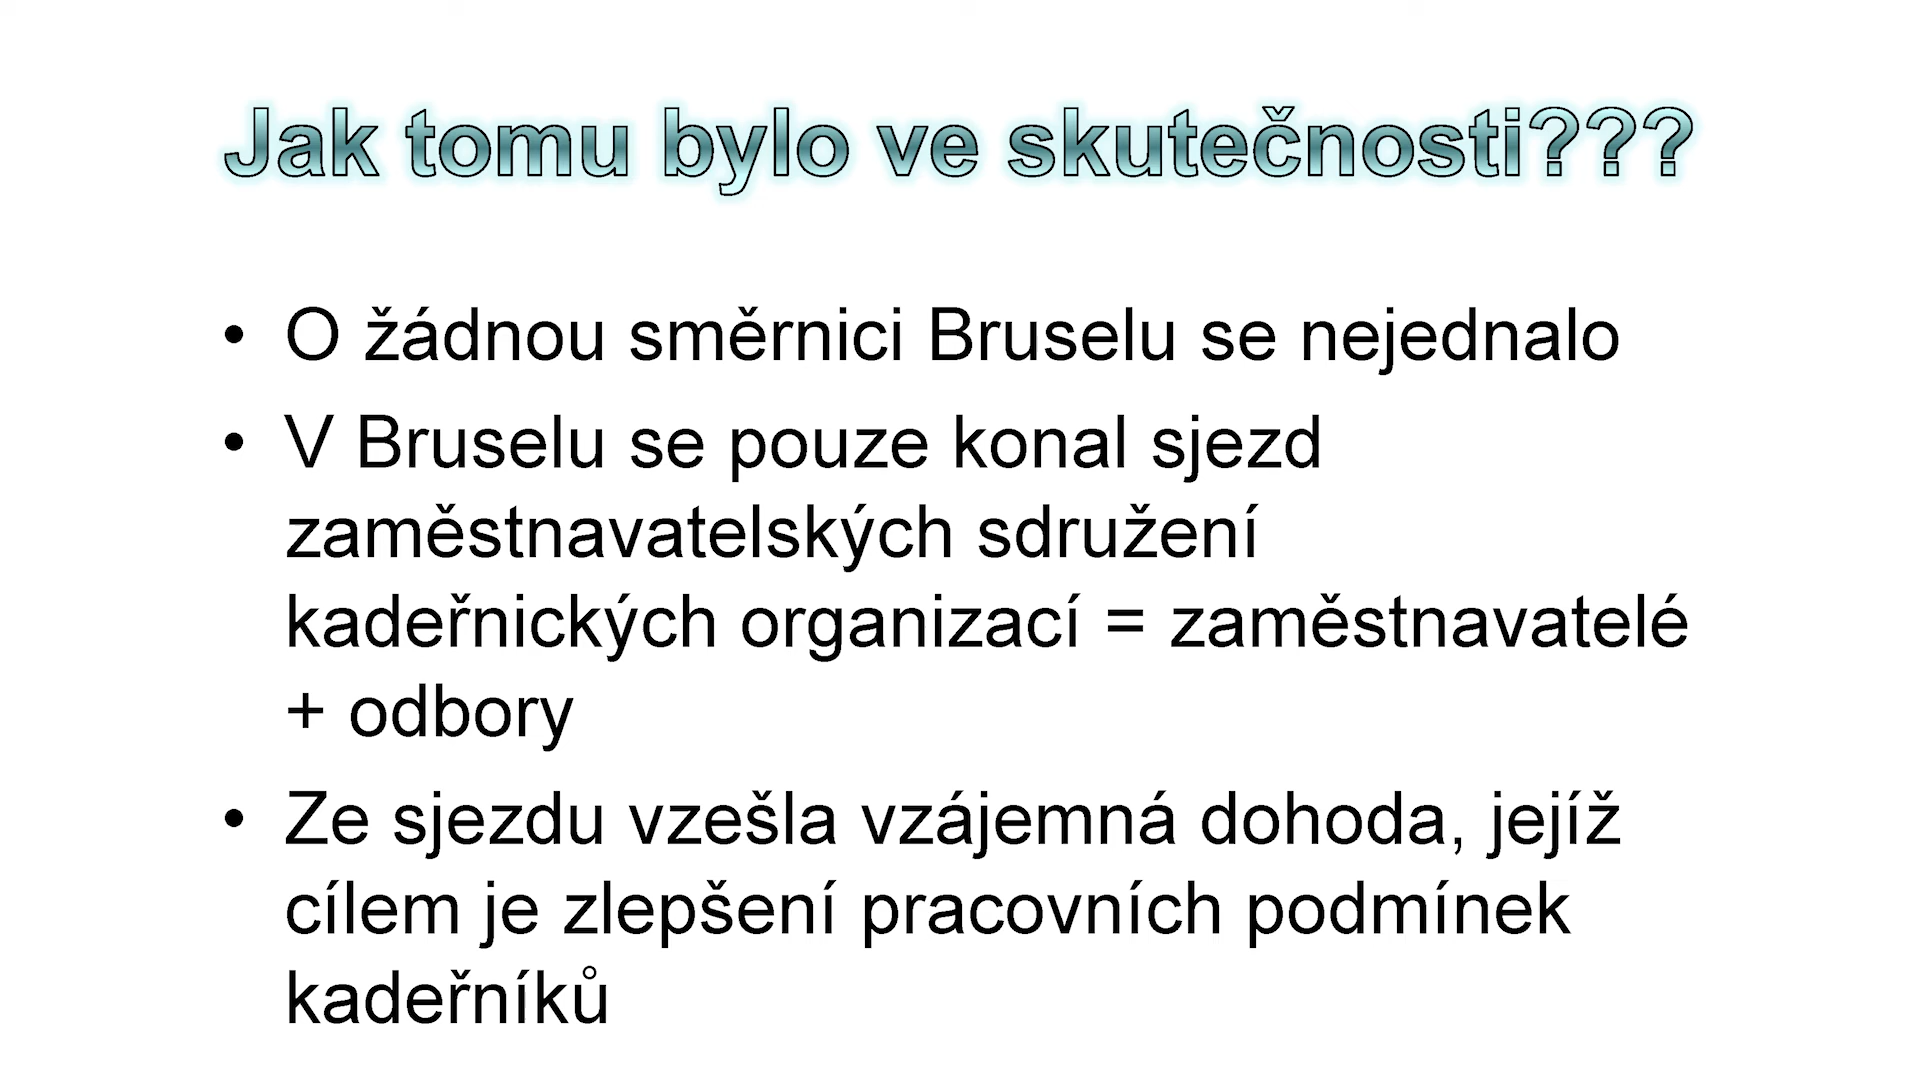 Jak tomu bylo ve skutečnosti???
• O žádnou směrnici Bruselu se nejednalo
• V Bruselu se pouze konal sjezd
zaměstnavatelských sdružení
kadeřnických organizací = zaměstnavatelé
+ odbory
• Ze sjezdu vzešla vzájemná dohoda, jejíž
cílem je zlepšení pracovních podmínek
kadeřníků